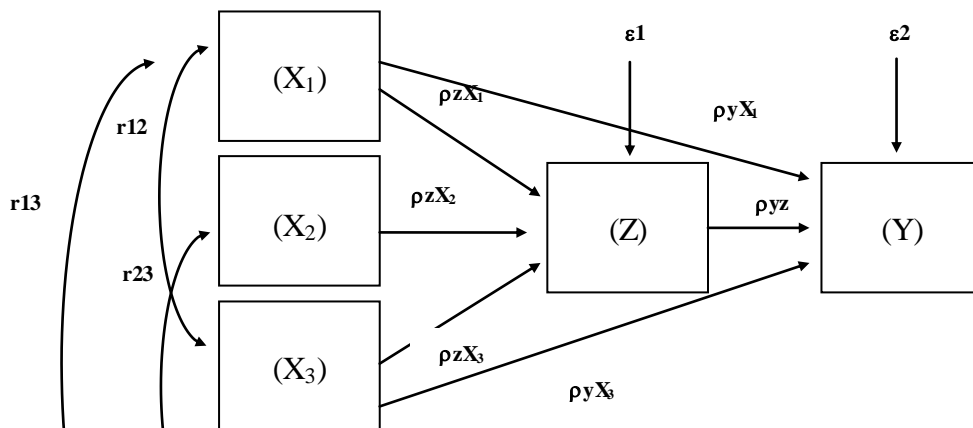 ε1
ε2
(X₁)
ρzX₁
ρyX₁
r12
r13
ρzX₂
ρyz
(X₂)
(Z)
(Y)
r23
ρzX₃
(X₃)
ρyX₃